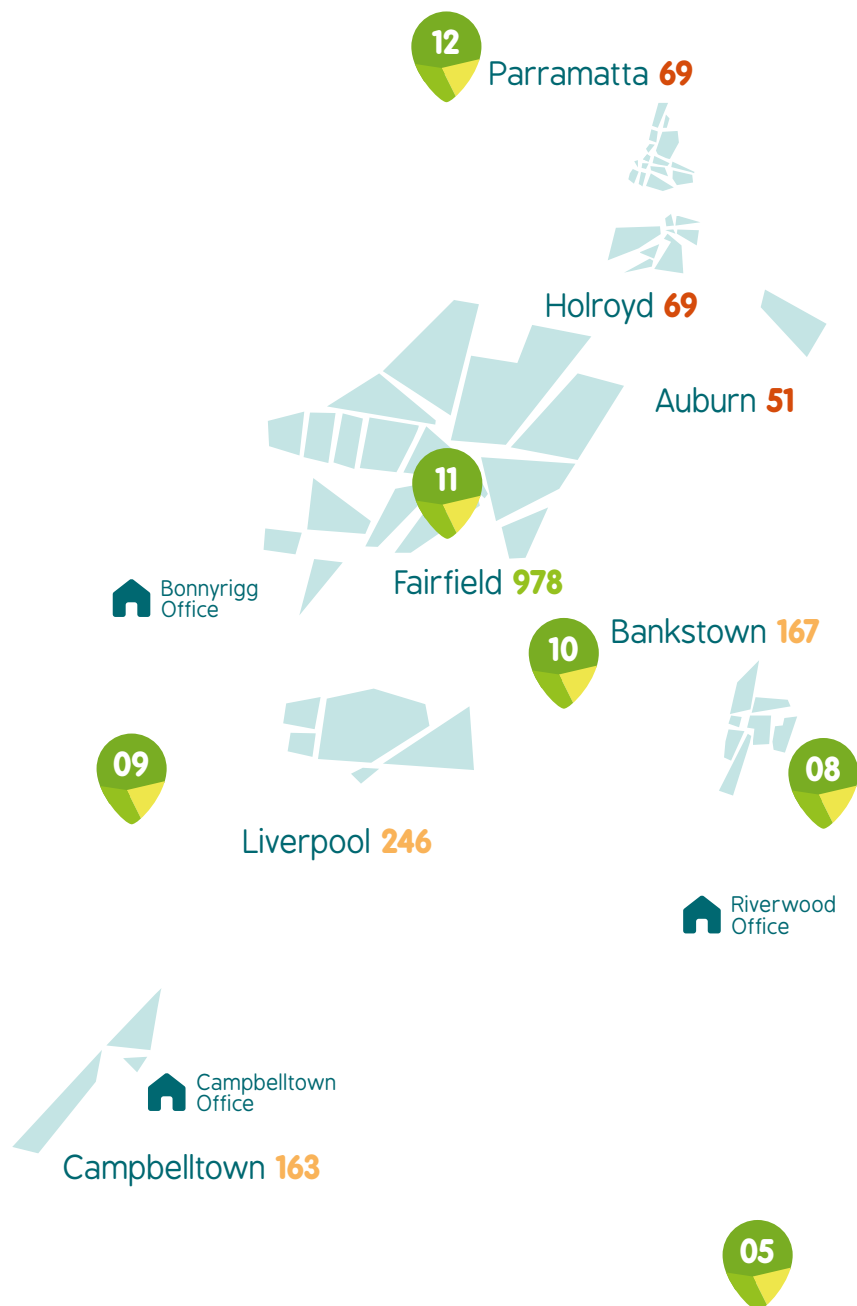 12
Parramatta 69
Holroyd 69
Auburn 51
11
Fairfield 978
Bonnyrigg
Office
Bankstown 167
10
09
08
Liverpool 246
Riverwood
Office
Campbelltown
Office
Campbelltown 163
05